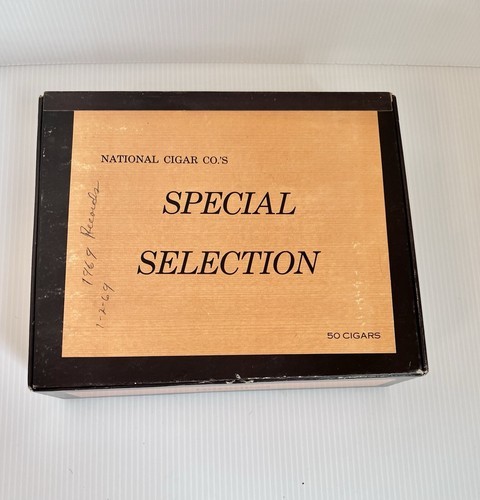 NATIONAL CIGAR CO.'S
SPECIAL
SELECTION
50 CIGARS
1969 Records
1-2-69